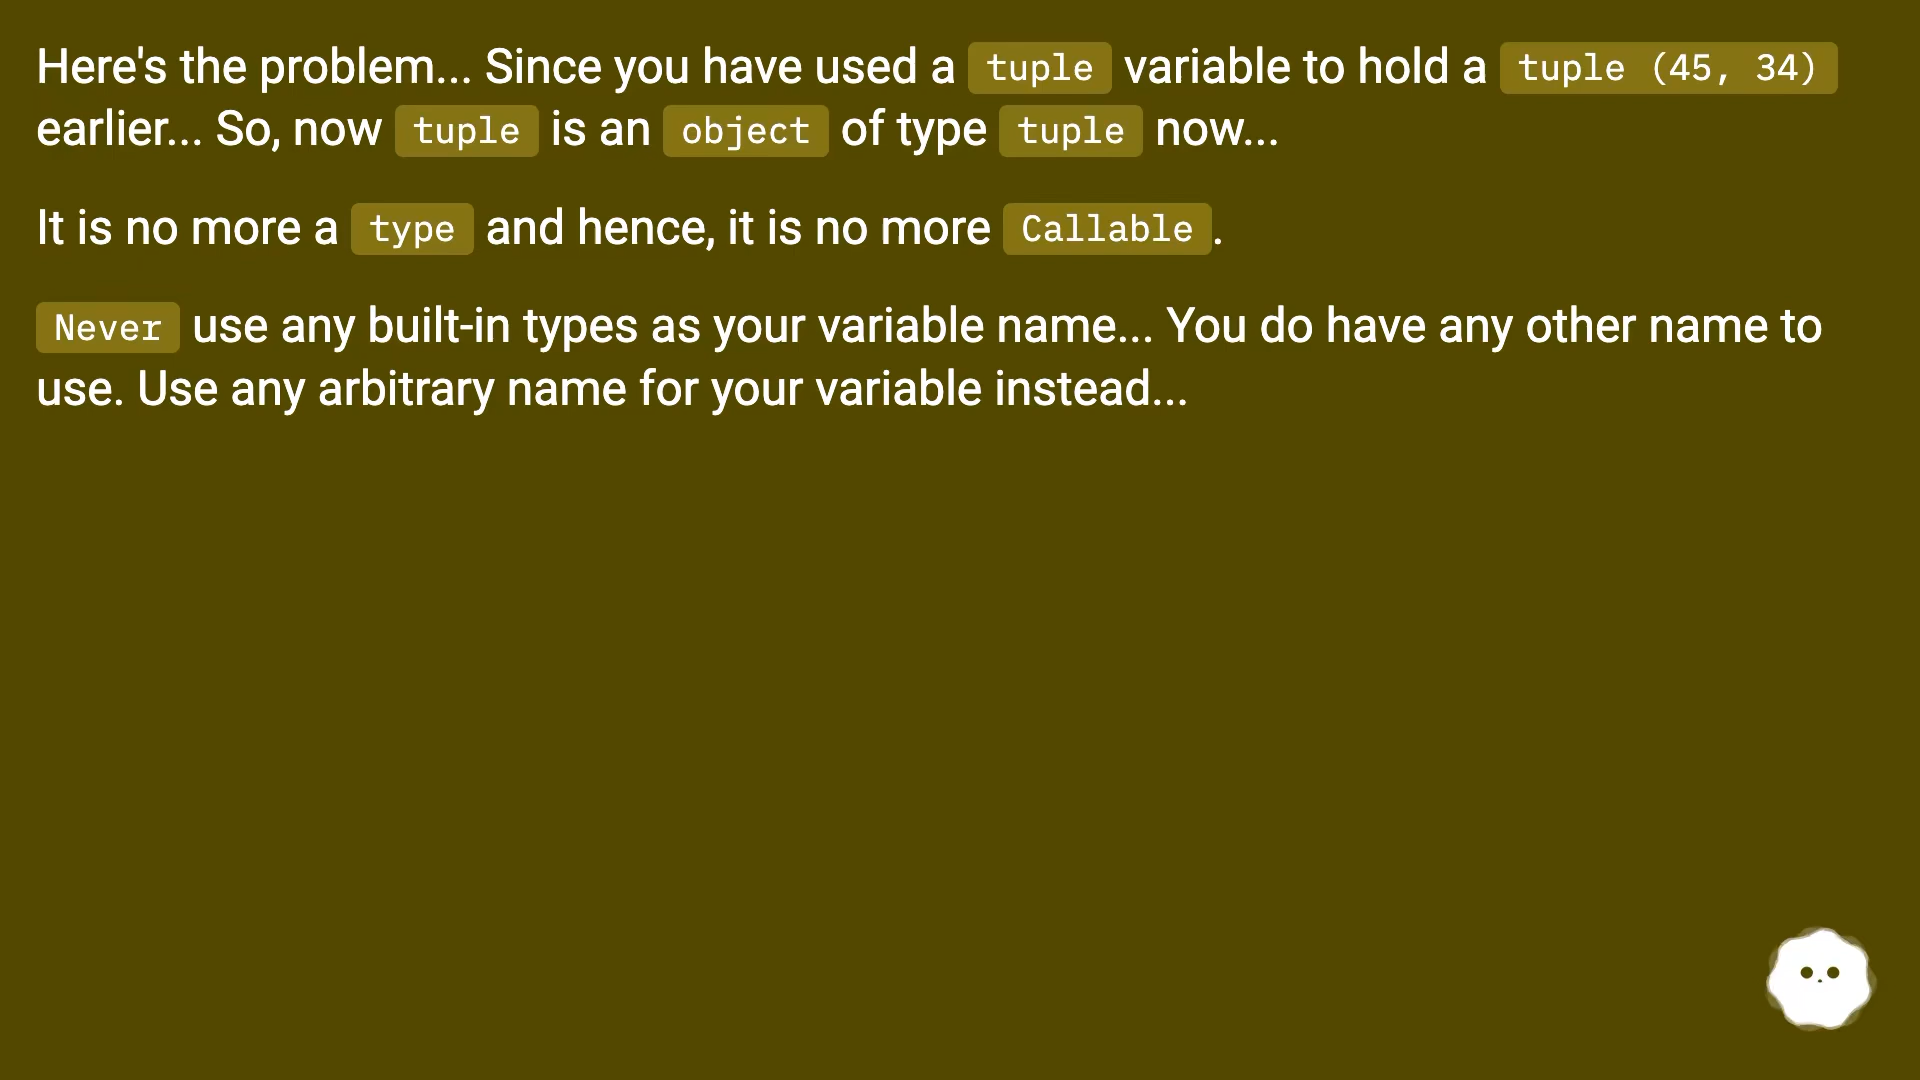 Here's the problem... Since you have used a tuple variable to hold a tuple (45, 34)
earlier... So, now tuple is an object of type tuple now...
It is no more a type and hence, it is no more Callable.
Never use any built-in types as your variable name... You do have any other name to
use. Use any arbitrary name for your variable instead...